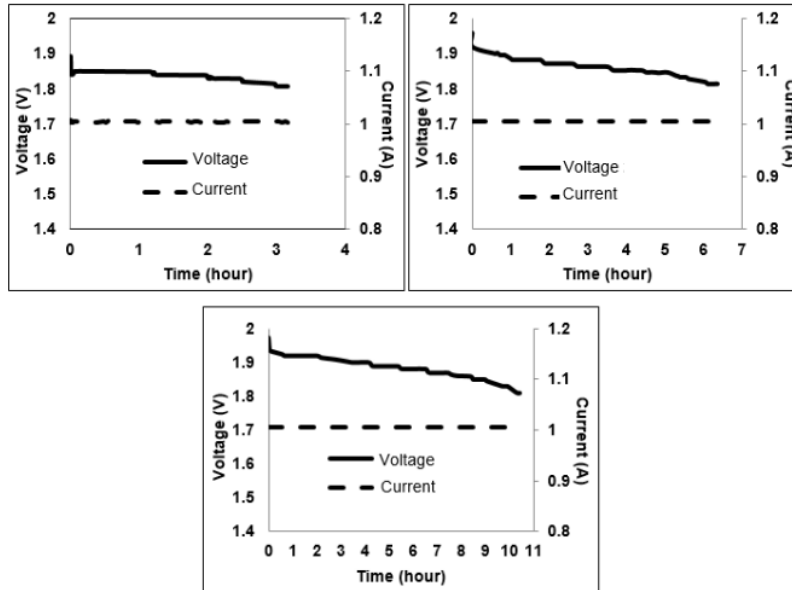 2 1.2
1.9
1.8 1.1
1.7 1
1.6 Voltage
1.5 Current 0.9
1.4 0.8
0 1 2 3 4
Time (hour)
Voltage (V)
Current (A)
2 1.2
1.9
1.8 1.1
1.7 1
1.6 Voltage
1.5 Current 0.9
1.4 0.8
0 1 2 3 4 5 6 7
Time (hour)
Voltage (V)
Current (A)
2 1.2
1.9
1.8 1.1
1.7 1
1.6 Voltage
1.5 Current 0.9
1.4 0.8
0 1 2 3 4 5 6 7 8 9 10 11
Time (hour)
Voltage (V)
Current (A)